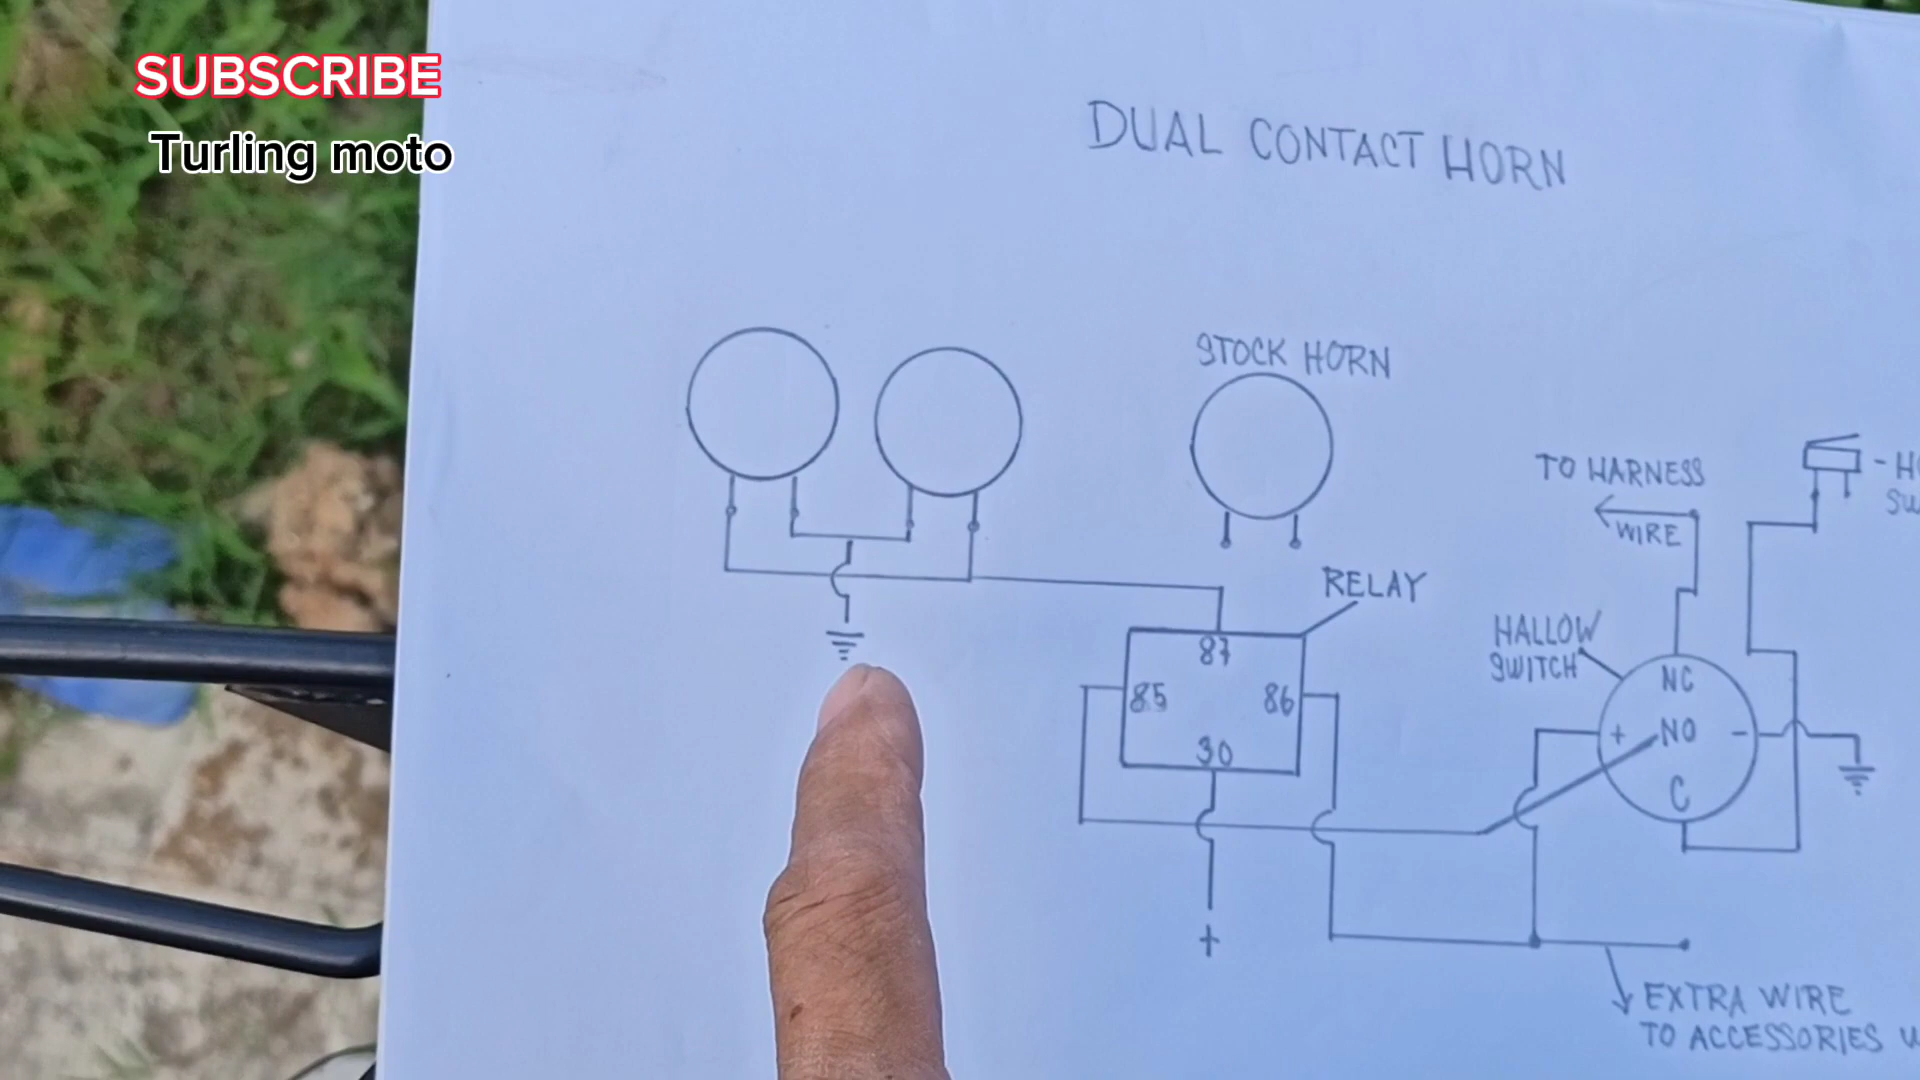 SUBSCRIBE
Turling moto
DUAL CONTACT HORN
STOCK HORN
TO HARNESS
WIRE
RELAY
HALLOW
SWITCH
NC
+ NO -
C
87
85 86
30
+
EXTRA WIRE
TO ACCESSORIES